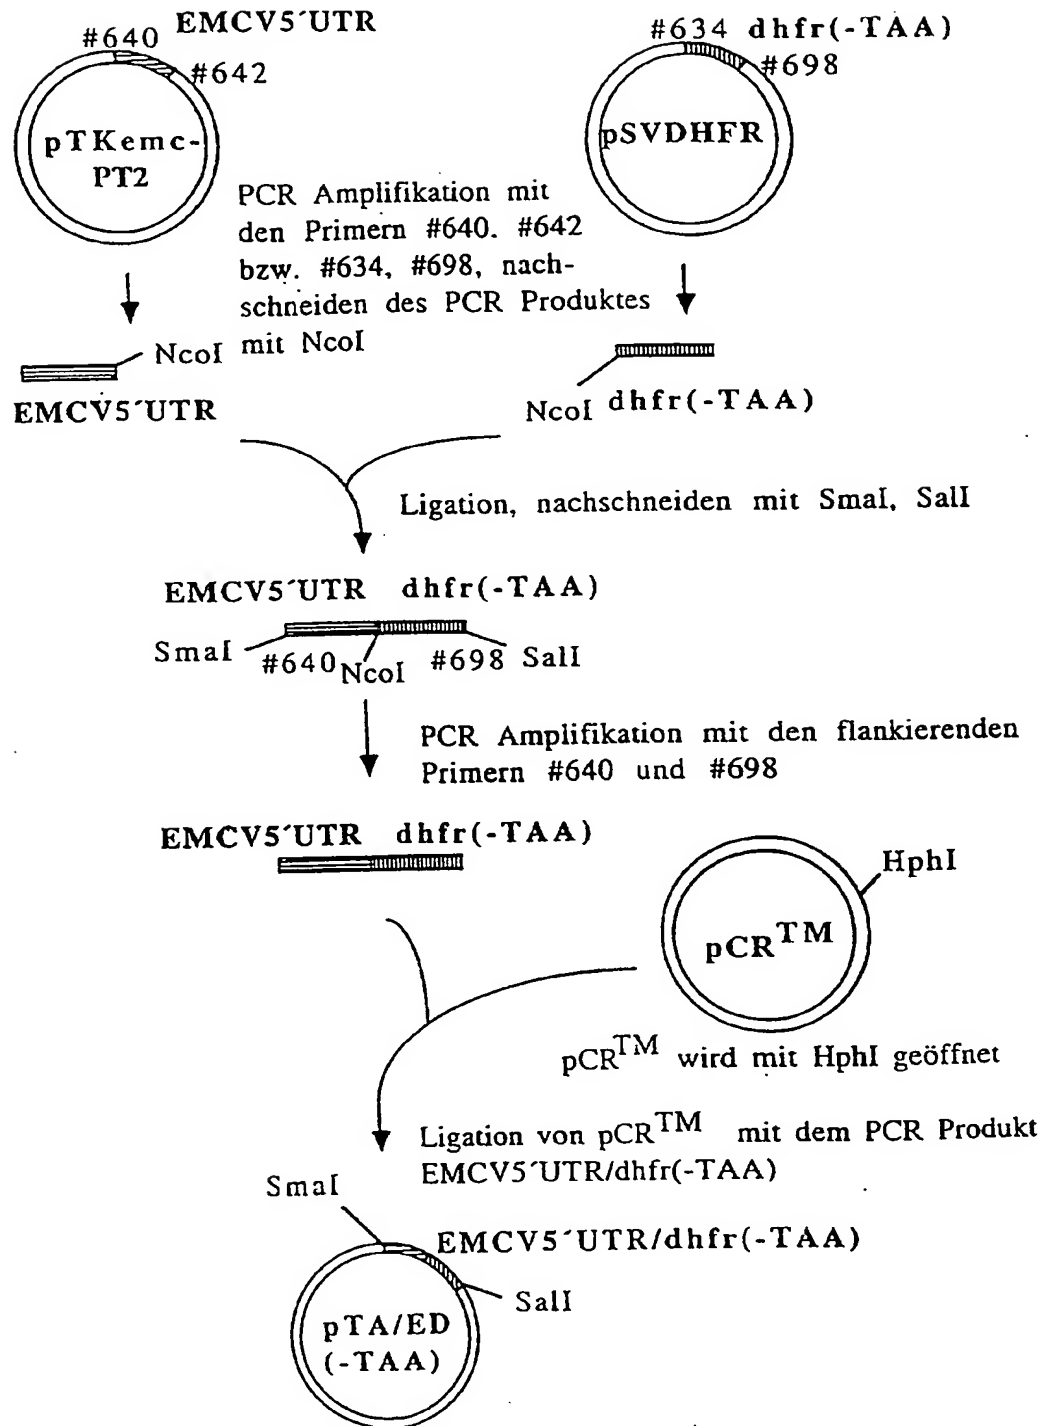 #640 EMCV5´UTR
#642
pTKemc-
PT2
#634 dhfr(-TAA)
#698
pSVDHFR
PCR Amplifikation mit
den Primern #640. #642
bzw. #634, #698, nach-
schneiden des PCR Produktes
mit NcoI
NcoI
EMCV5´UTR
NcoI dhfr(-TAA)
Ligation, nachschneiden mit SmaI, SalI
EMCV5´UTR dhfr(-TAA)
SmaI #640 NcoI #698 SalI
PCR Amplifikation mit den flankierenden
Primern #640 und #698
EMCV5´UTR dhfr(-TAA)
HphI
pCRTM
pCRTM wird mit HphI geöffnet
Ligation von pCRTM mit dem PCR Produkt
EMCV5´UTR/dhfr(-TAA)
SmaI
EMCV5´UTR/dhfr(-TAA)
SalI
pTA/ED
(-TAA)